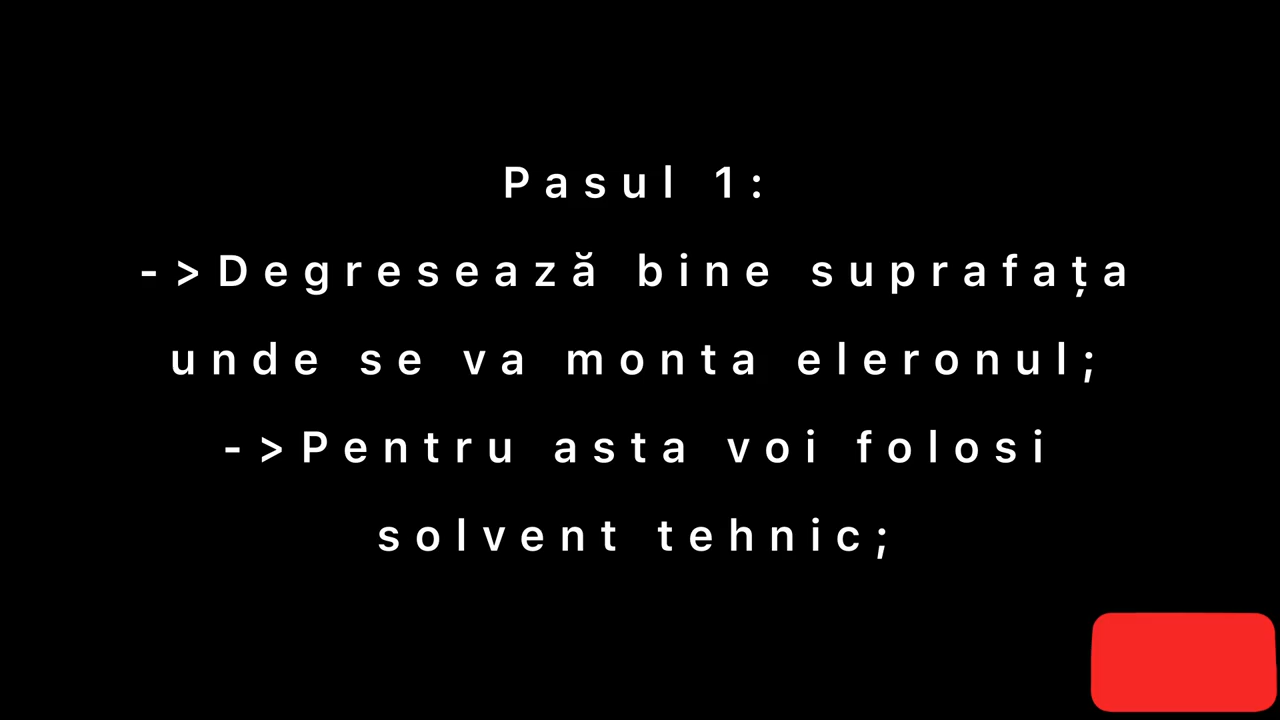 Pasul 1:
->Degresează bine suprafața
unde se va monta eleronul;
->Pentru asta voi folosi
solvent tehnic;